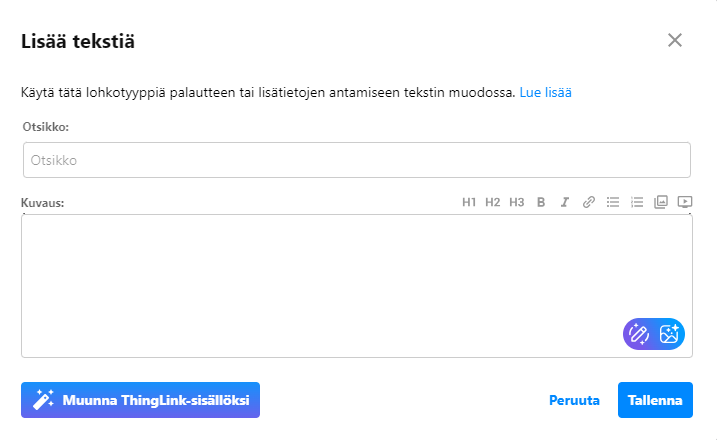 Lisää tekstiä
Käytä tätä lohkotyyppiä palautteen tai lisätietojen antamiseen tekstin muodossa. Lue lisää
Otsikko:
Otsikko
Kuvaus: H1 H2 H3 B I
Muunna ThingLink-sisällöksi Peruuta Tallenna